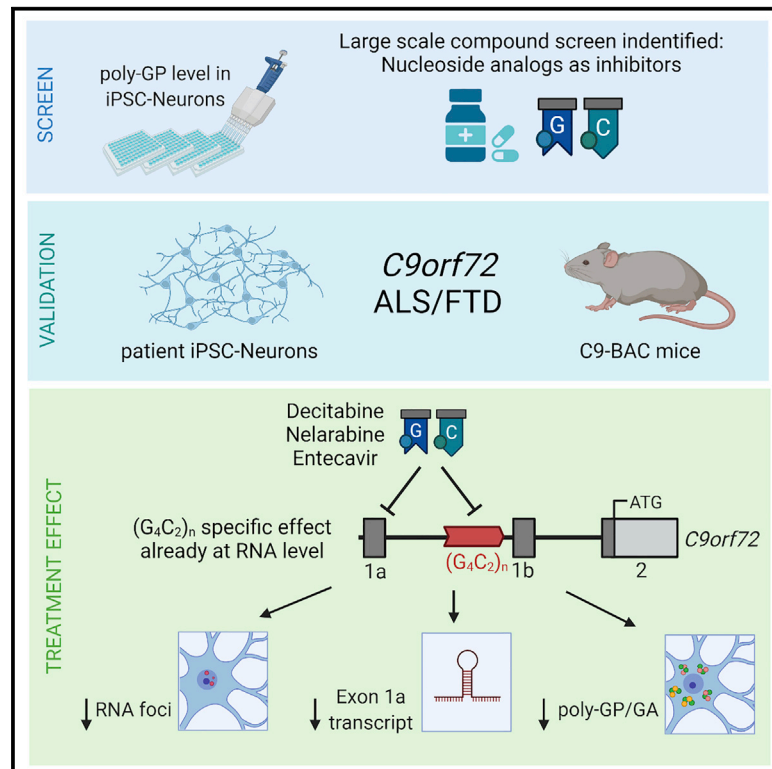 SCREEN
poly-GP level in
iPSC-Neurons
Large scale compound screen indentified:
Nucleoside analogs as inhibitors
G C
VALIDATION
patient iPSC-Neurons
C9orf72
ALS/FTD
C9-BAC mice
TREATMENT EFFECT
Decitabine
Nelarabine
Entecavir
G C
(G₄C₂)ₙ specific effect
already at RNA level
1a
(G₄C₂)ₙ
1b
ATG
2
C9orf72
↓ RNA foci
↓ Exon 1a
transcript
↓ poly-GP/GA